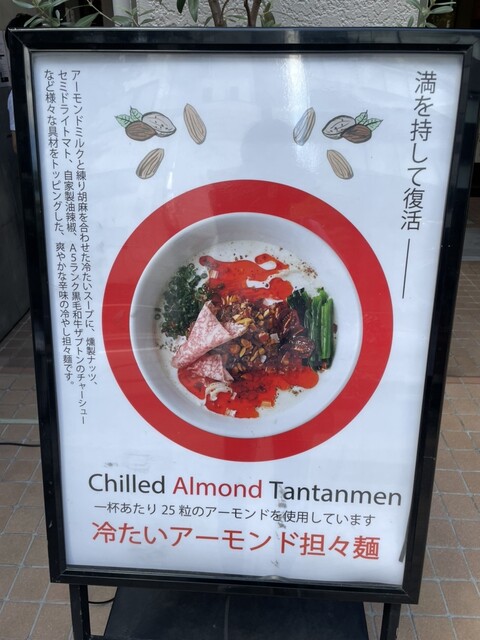 満を持して復活――
アーモンドミルクと練り胡麻を合わせた冷たいスープに、燻製ナッツ、
セミドライトマト、自家製油辣椒、A5ランク黒毛和牛ザブトンのチャーシュー
など様々な具材をトッピングした、爽やかな辛味の冷やし担々麺です。
Chilled Almond Tantanmen
一杯あたり 25 粒のアーモンドを使用しています
冷たいアーモンド担々麺